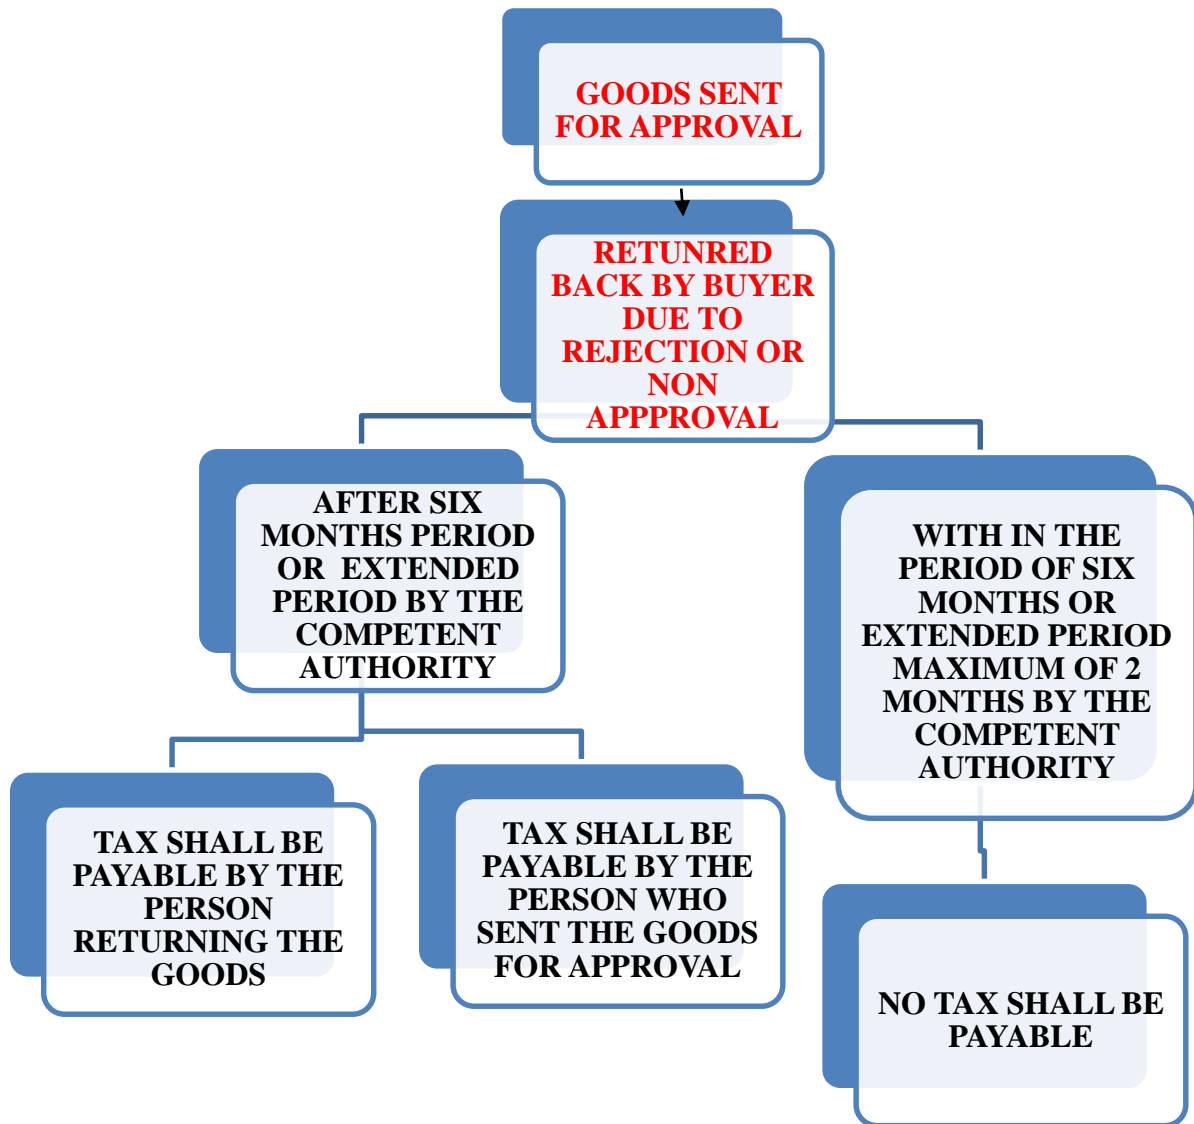 GOODS SENT
FOR APPROVAL
RETUNRED
BACK BY BUYER
DUE TO
REJECTION OR
NON
APPPROVAL
AFTER SIX
MONTHS PERIOD
OR EXTENDED
PERIOD BY THE
COMPETENT
AUTHORITY
WITH IN THE
PERIOD OF SIX
MONTHS OR
EXTENDED PERIOD
MAXIMUM OF 2
MONTHS BY THE
COMPETENT
AUTHORITY
TAX SHALL BE
PAYABLE BY THE
PERSON
RETURNING THE
GOODS
TAX SHALL BE
PAYABLE BY THE
PERSON WHO
SENT THE GOODS
FOR APPROVAL
NO TAX SHALL BE
PAYABLE